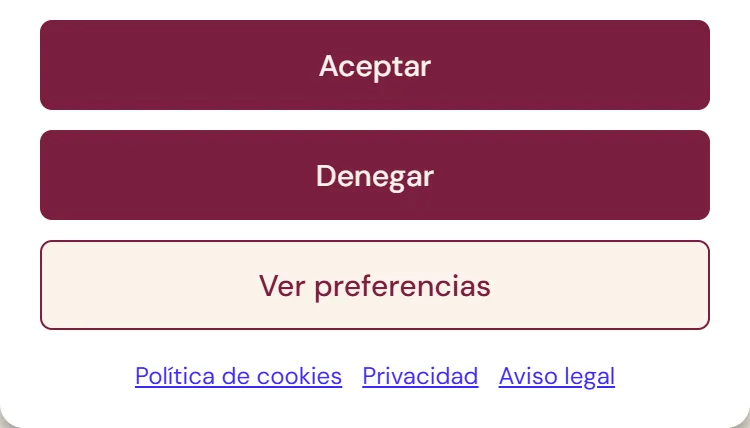 Aceptar
Denegar
Ver preferencias
Política de cookies Privacidad Aviso legal